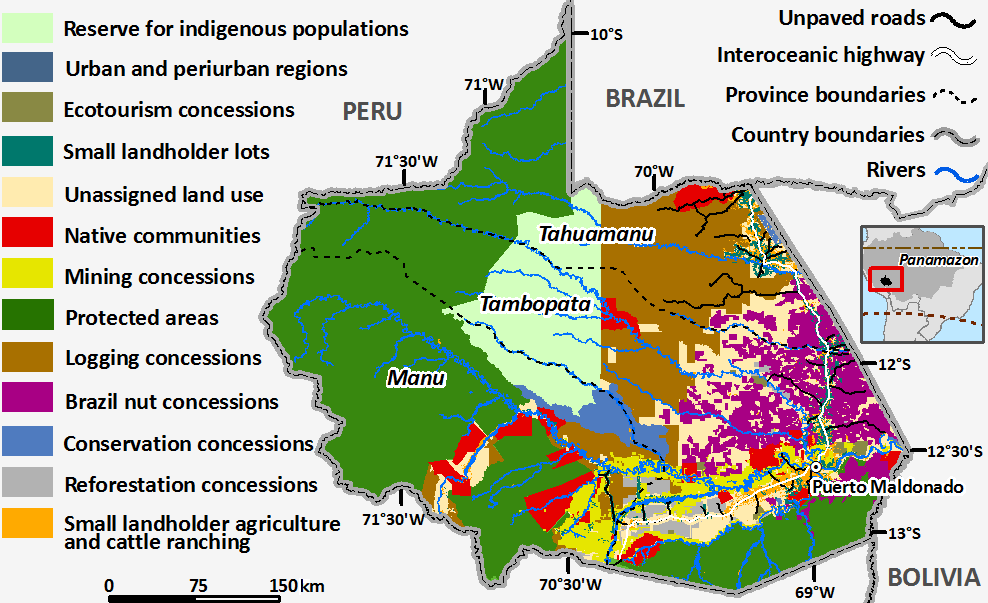 Reserve for indigenous populations
Urban and periurban regions
Ecotourism concessions
Small landholder lots
Unassigned land use
Native communities
Mining concessions
Protected areas
Logging concessions
Brazil nut concessions
Conservation concessions
Reforestation concessions
Small landholder agriculture
and cattle ranching
0 75 150 km
Unpaved roads
Interoceanic highway
Province boundaries
Country boundaries
Rivers
10°S
71°W
PERU
BRAZIL
71°30'W
70°W
Tahuamanu
Panamazon
Tambopata
12°S
Manu
12°30'S
Puerto Maldonado
71°30'W
13°S
70°30'W
69°W
BOLIVIA